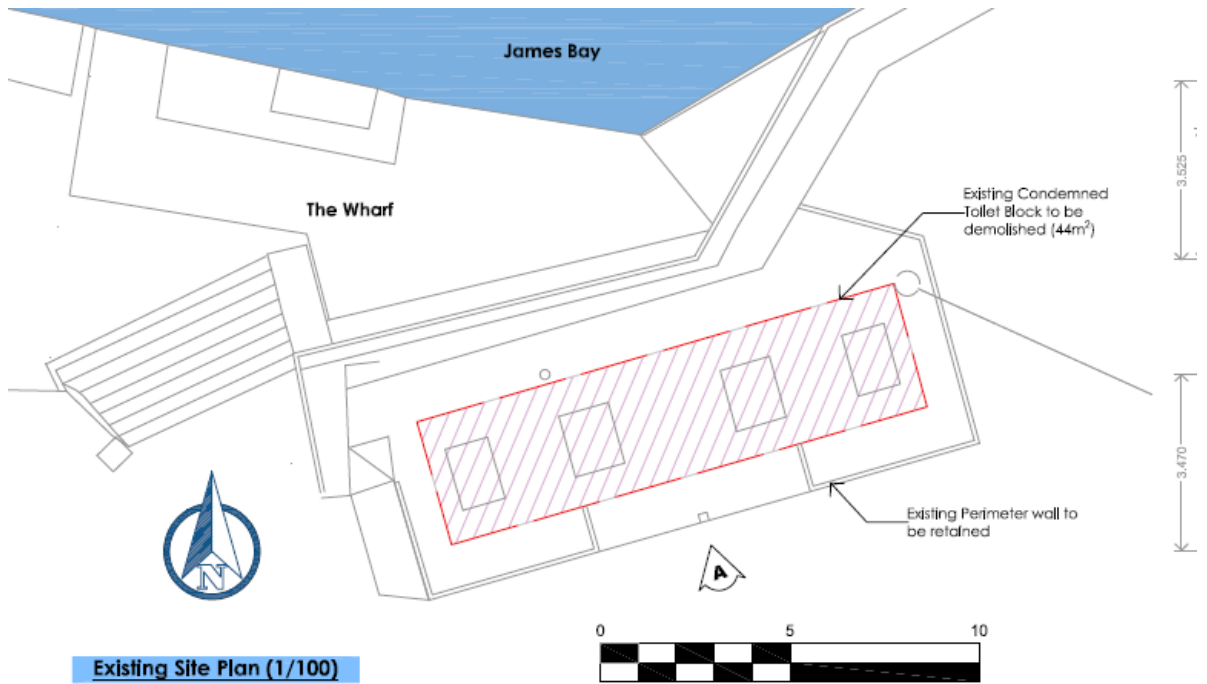 James Bay
The Wharf
3.525
Existing Condemned
Toilet Block to be
demolished (44m²)
3.470
Existing Perimeter wall to
be retained
N
A
0 5 10
Existing Site Plan (1/100)